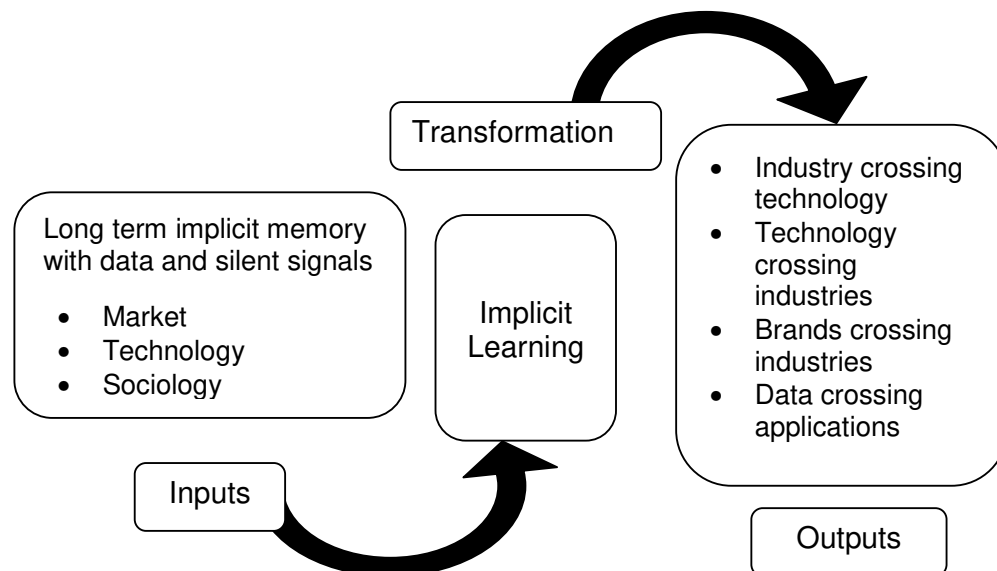 Transformation
Long term implicit memory
with data and silent signals
• Market
• Technology
• Sociology
Implicit
Learning
• Industry crossing
technology
• Technology
crossing
industries
• Brands crossing
industries
• Data crossing
applications
Inputs
Outputs